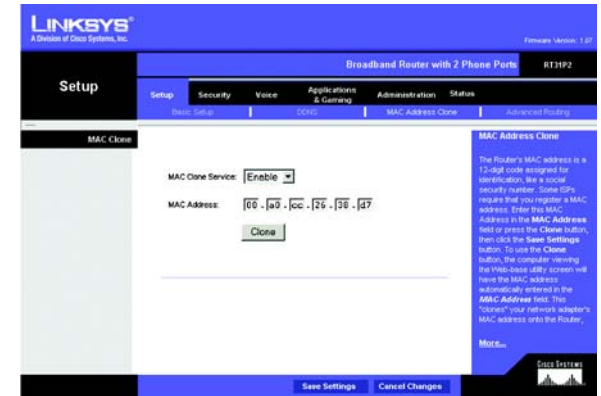 LINKSYS®
A Division of Cisco Systems, Inc.
Firmware Version: 1.07
Broadband Router with 2 Phone Ports RT31P2
Setup
Setup Security Voice Applications & Gaming Administration Status
Basic Setup DDNS MAC Address Clone Advanced Routing
MAC Clone
MAC Clone Service: Enable
MAC Address: 00 - a0 - cc - 26 - 38 - d7
Clone
MAC Address Clone
The Router's MAC address is a
12-digit code assigned for
identification, like a social
security number. Some ISPs
require that you register a MAC
address. Enter this MAC
Address in the MAC Address
field or press the Clone button,
then click the Save Settings
button. To use the Clone
button, the computer viewing
the Web-base utility screen will
have the MAC address
automatically entered in the
MAC Address field. This
"clones" your network adapter's
MAC address onto the Router,
More...
Save Settings Cancel Changes
CISCO SYSTEMS